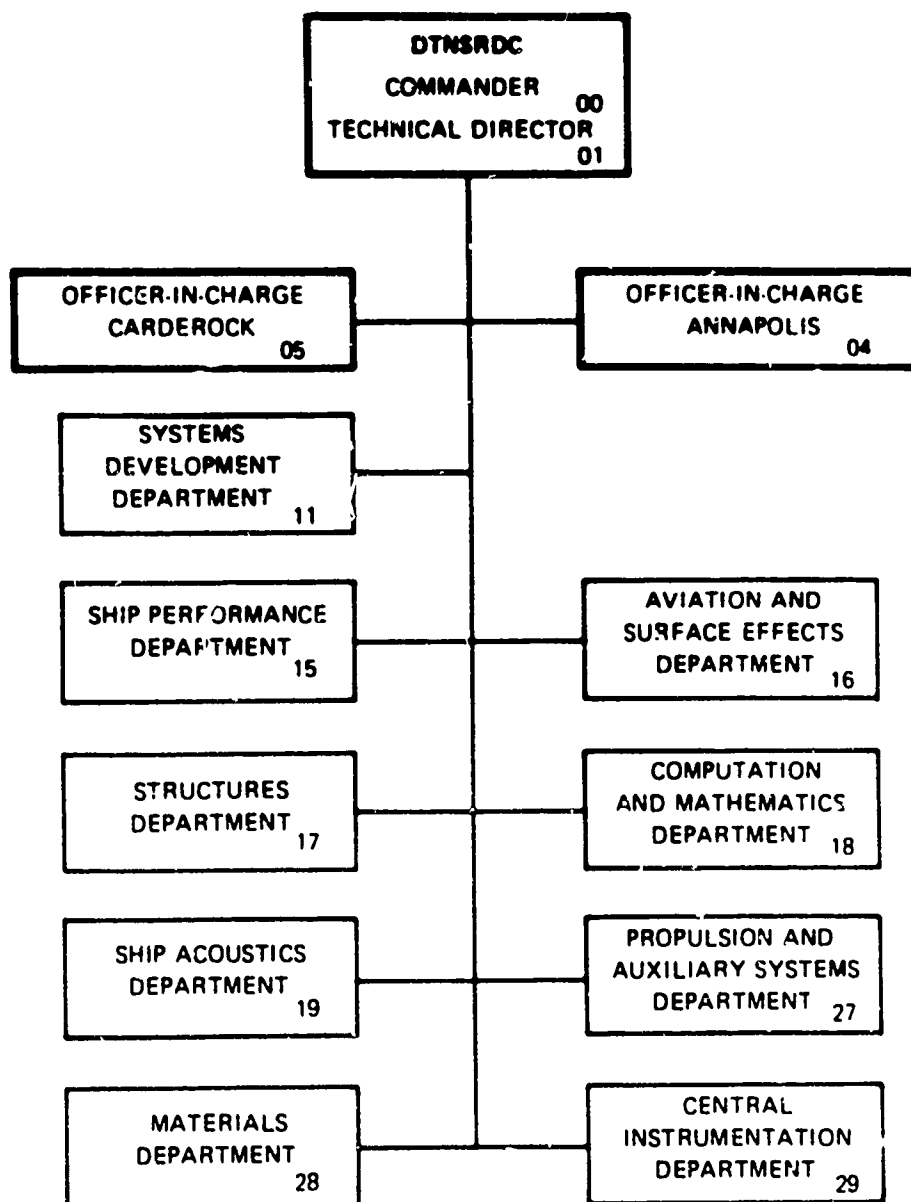 DTNSRDC
COMMANDER
00
TECHNICAL DIRECTOR
01
OFFICER-IN-CHARGE
CARDEROCK
05
OFFICER-IN-CHARGE
ANNAPOLIS
04
SYSTEMS
DEVELOPMENT
DEPARTMENT
11
SHIP PERFORMANCE
DEPARTMENT
15
AVIATION AND
SURFACE EFFECTS
DEPARTMENT
16
STRUCTURES
DEPARTMENT
17
COMPUTATION
AND MATHEMATICS
DEPARTMENT
18
SHIP ACOUSTICS
DEPARTMENT
19
PROPULSION AND
AUXILIARY SYSTEMS
DEPARTMENT
27
MATERIALS
DEPARTMENT
28
CENTRAL
INSTRUMENTATION
DEPARTMENT
29